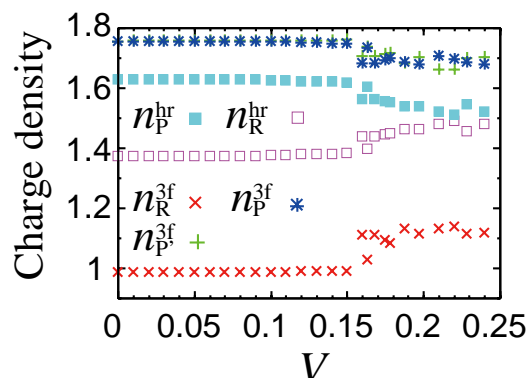 1.8
1.6
1.4
1.2
1
Charge density
n_P^hr n_R^hr
n_R^3f n_P^3f
n_P'^3f
0 0.05 0.1 0.15 0.2 0.25
V